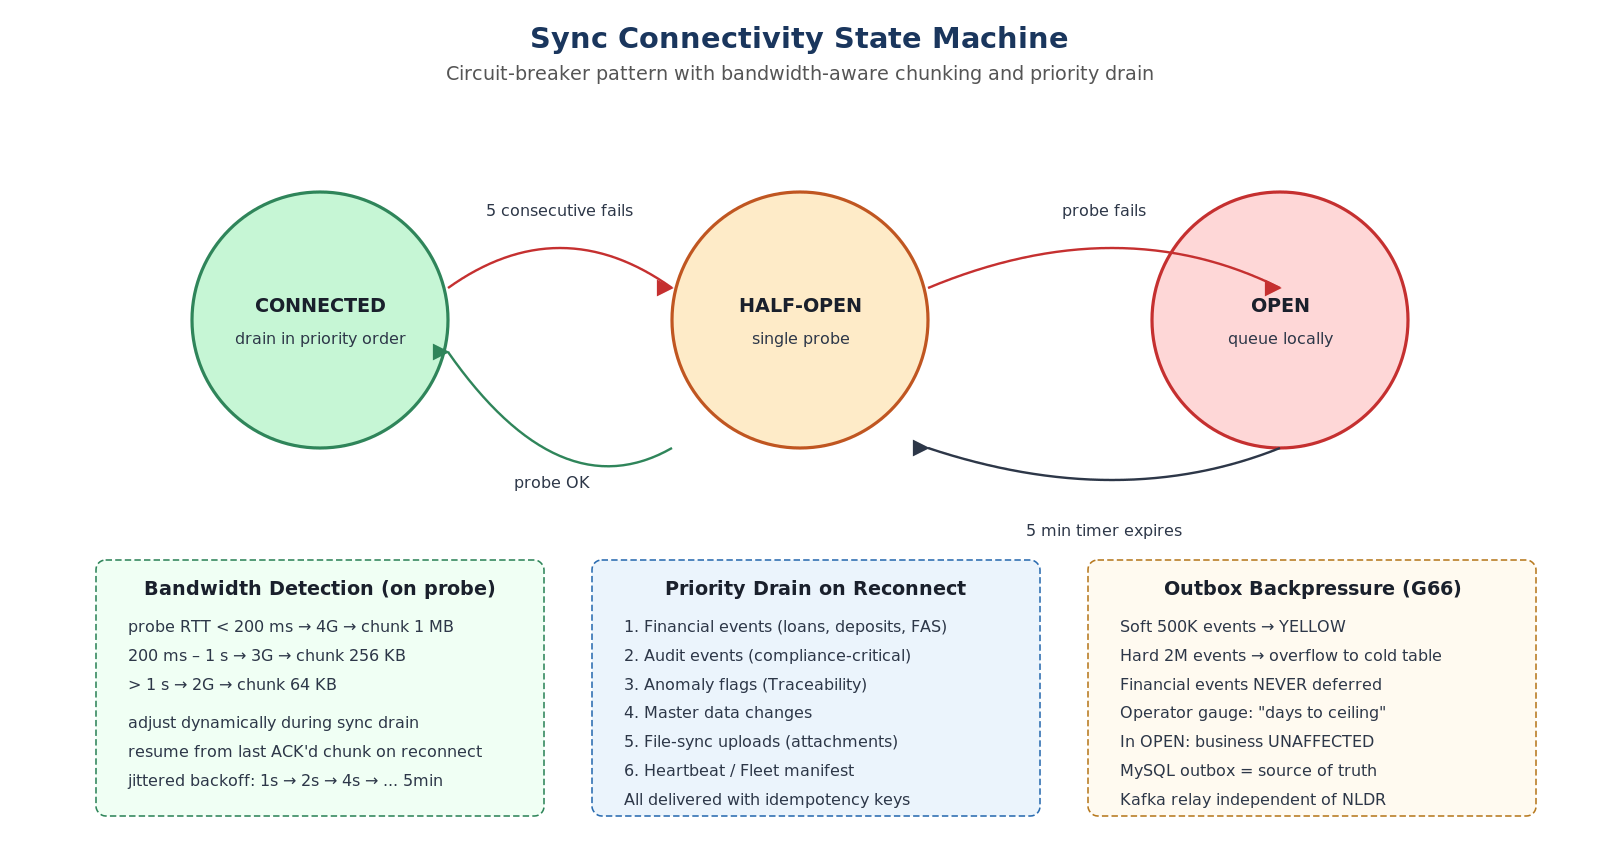 Sync Connectivity State Machine
Circuit-breaker pattern with bandwidth-aware chunking and priority drain
5 consecutive fails
probe fails
CONNECTED
drain in priority order
HALF-OPEN
single probe
OPEN
queue locally
probe OK
5 min timer expires
Bandwidth Detection (on probe)
probe RTT < 200 ms → 4G → chunk 1 MB
200 ms – 1 s → 3G → chunk 256 KB
> 1 s → 2G → chunk 64 KB
adjust dynamically during sync drain
resume from last ACK'd chunk on reconnect
jittered backoff: 1s → 2s → 4s → … 5min
Priority Drain on Reconnect
1. Financial events (loans, deposits, FAS)
2. Audit events (compliance-critical)
3. Anomaly flags (Traceability)
4. Master data changes
5. File-sync uploads (attachments)
6. Heartbeat / Fleet manifest
All delivered with idempotency keys
Outbox Backpressure (G66)
Soft 500K events → YELLOW
Hard 2M events → overflow to cold table
Financial events NEVER deferred
Operator gauge: "days to ceiling"
In OPEN: business UNAFFECTED
MySQL outbox = source of truth
Kafka relay independent of NLDR